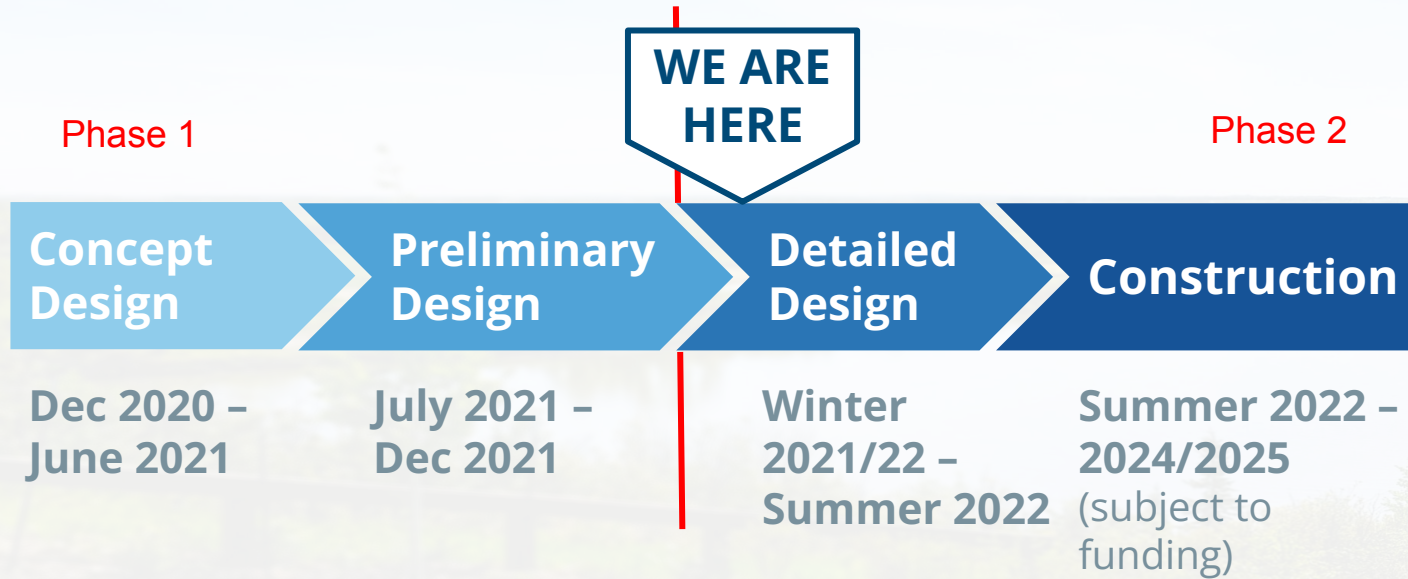 WE ARE
HERE
Phase 1
Phase 2
Concept
Design
Preliminary
Design
Detailed
Design
Construction
Dec 2020 –
June 2021
July 2021 –
Dec 2021
Winter
2021/22 –
Summer 2022
Summer 2022 –
2024/2025
(subject to
funding)